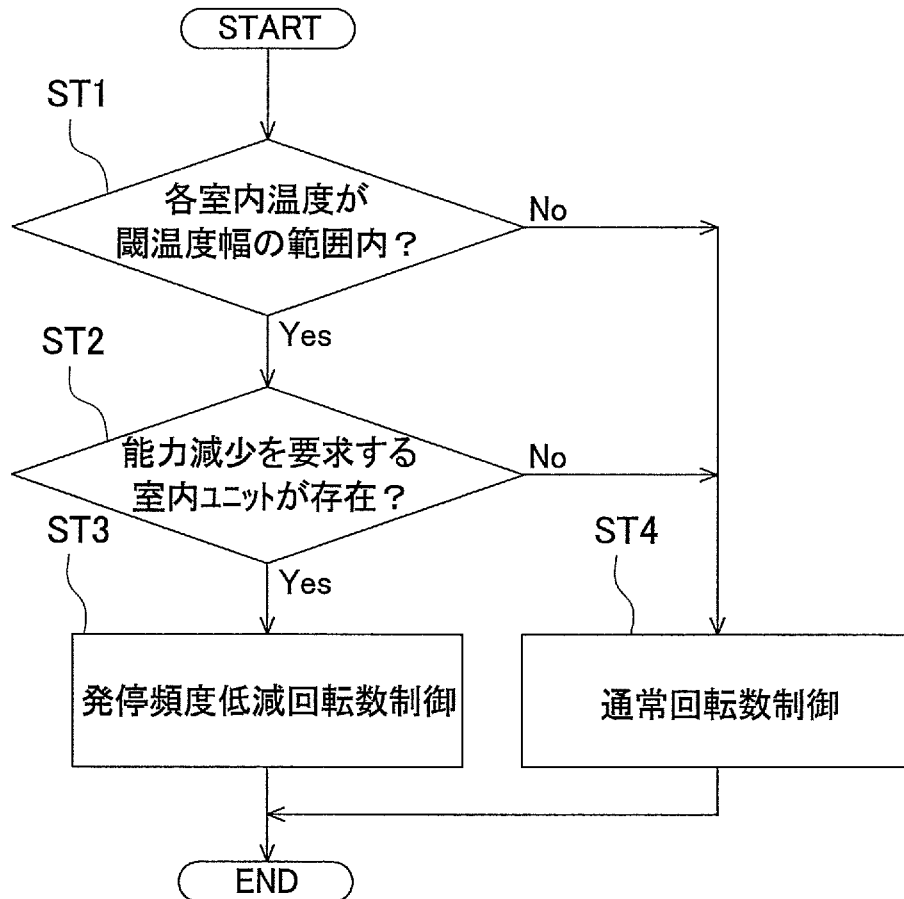 START
ST1
各室内温度が
閾温度幅の範囲内？
No
Yes
ST2
能力減少を要求する
室内ユニットが存在？
No
Yes
ST3
発停頻度低減回転数制御
ST4
通常回転数制御
END